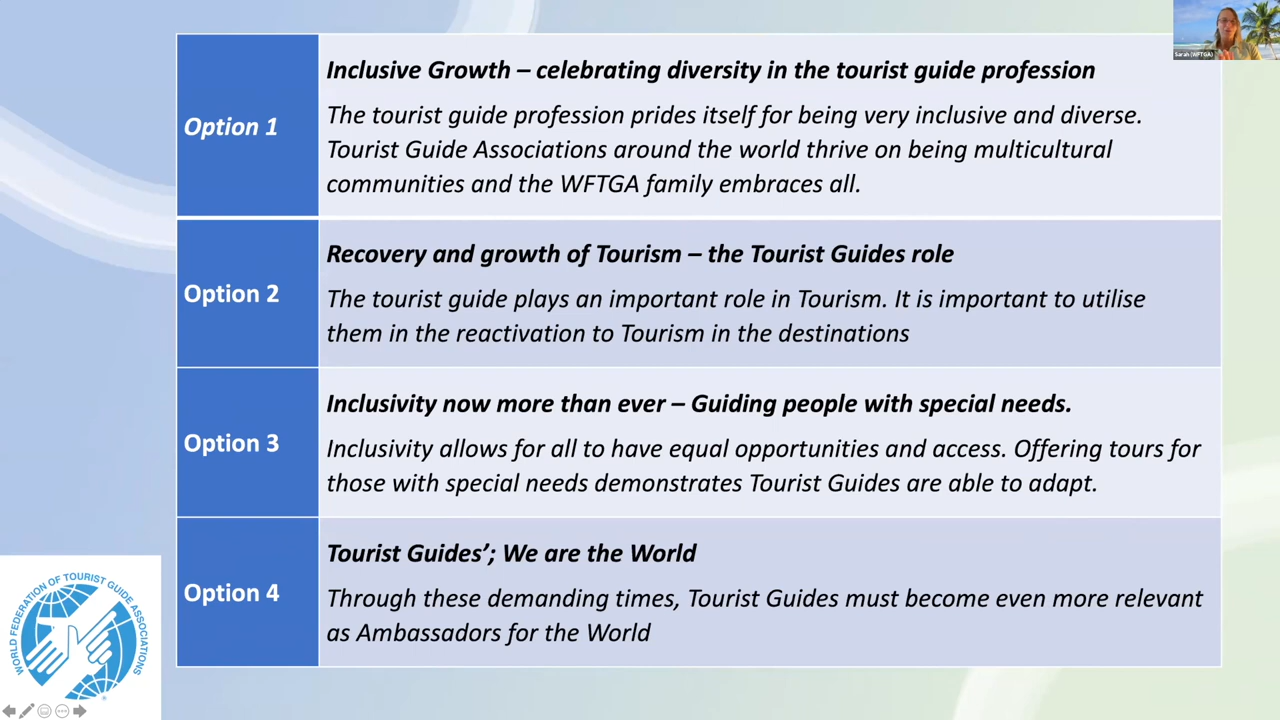 Sarah (WFTGA)
Option 1
Inclusive Growth – celebrating diversity in the tourist guide profession
The tourist guide profession prides itself for being very inclusive and diverse.
Tourist Guide Associations around the world thrive on being multicultural
communities and the WFTGA family embraces all.
Option 2
Recovery and growth of Tourism – the Tourist Guides role
The tourist guide plays an important role in Tourism. It is important to utilise
them in the reactivation to Tourism in the destinations
Option 3
Inclusivity now more than ever – Guiding people with special needs.
Inclusivity allows for all to have equal opportunities and access. Offering tours for
those with special needs demonstrates Tourist Guides are able to adapt.
Option 4
Tourist Guides’; We are the World
Through these demanding times, Tourist Guides must become even more relevant
as Ambassadors for the World
WORLD FEDERATION OF TOURIST GUIDE ASSOCIATIONS